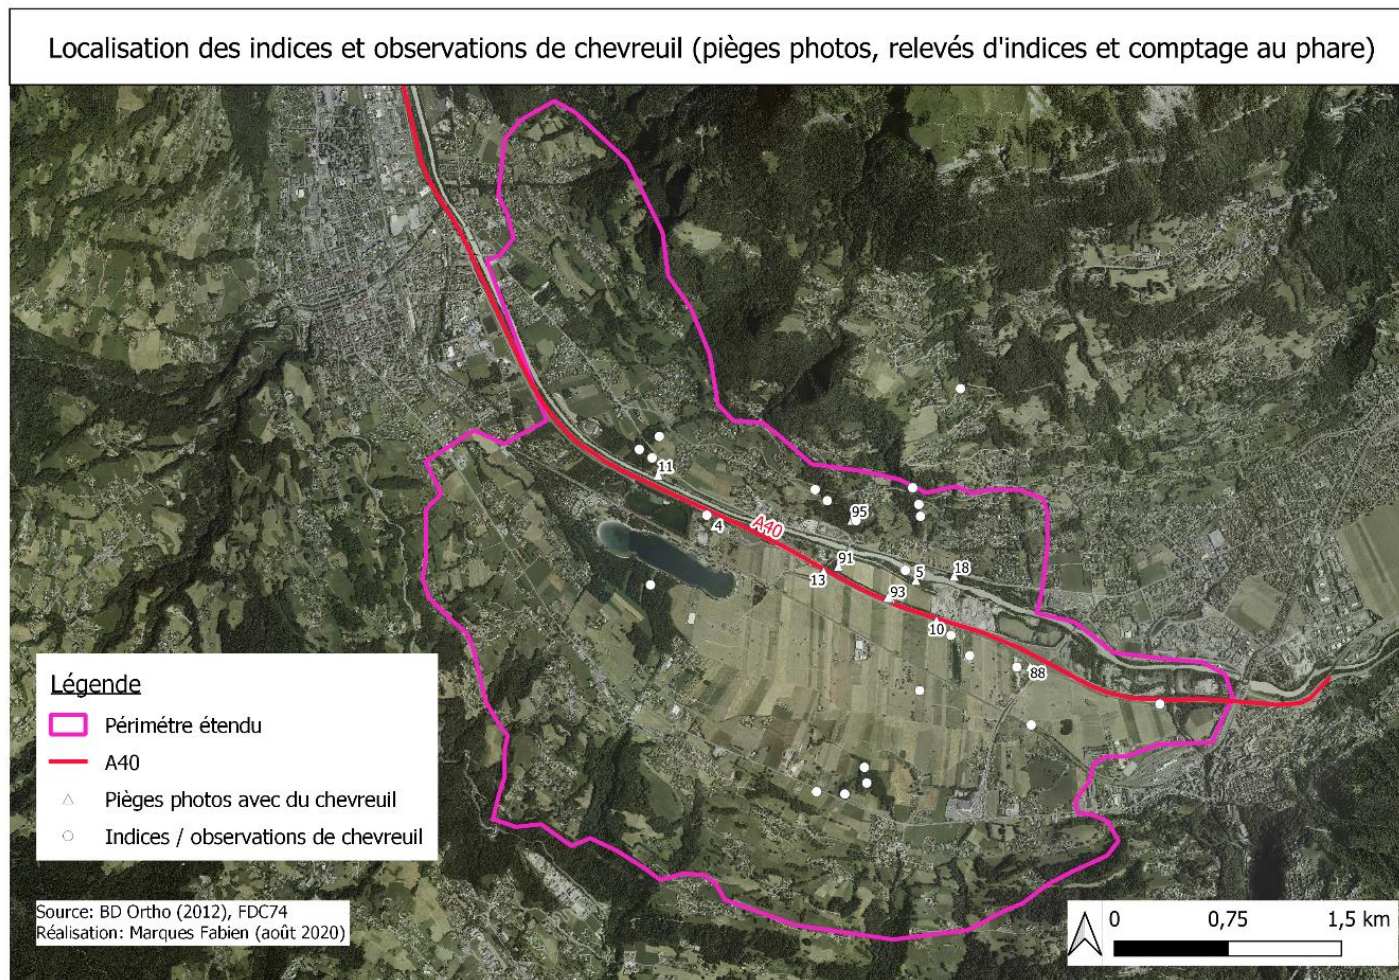 Localisation des indices et observations de chevreuil (pièges photos, relevés d'indices et comptage au phare)
11
4
A40
95
91
13
5
18
93
10
88
Légende
Périmétre étendu
A40
Pièges photos avec du chevreuil
Indices / observations de chevreuil
Source: BD Ortho (2012), FDC74
Réalisation: Marques Fabien (août 2020)
0 0,75 1,5 km